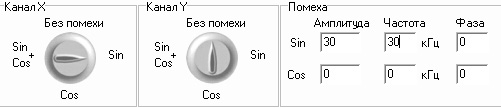 Канал X
Без помехи
Sin
+
Cos
Sin
Cos
Канал Y
Без помехи
Sin
+
Cos
Sin
Cos
Помеха
Амплитуда Частота Фаза
Sin 30 30 кГц 0
Cos 0 0 кГц 0